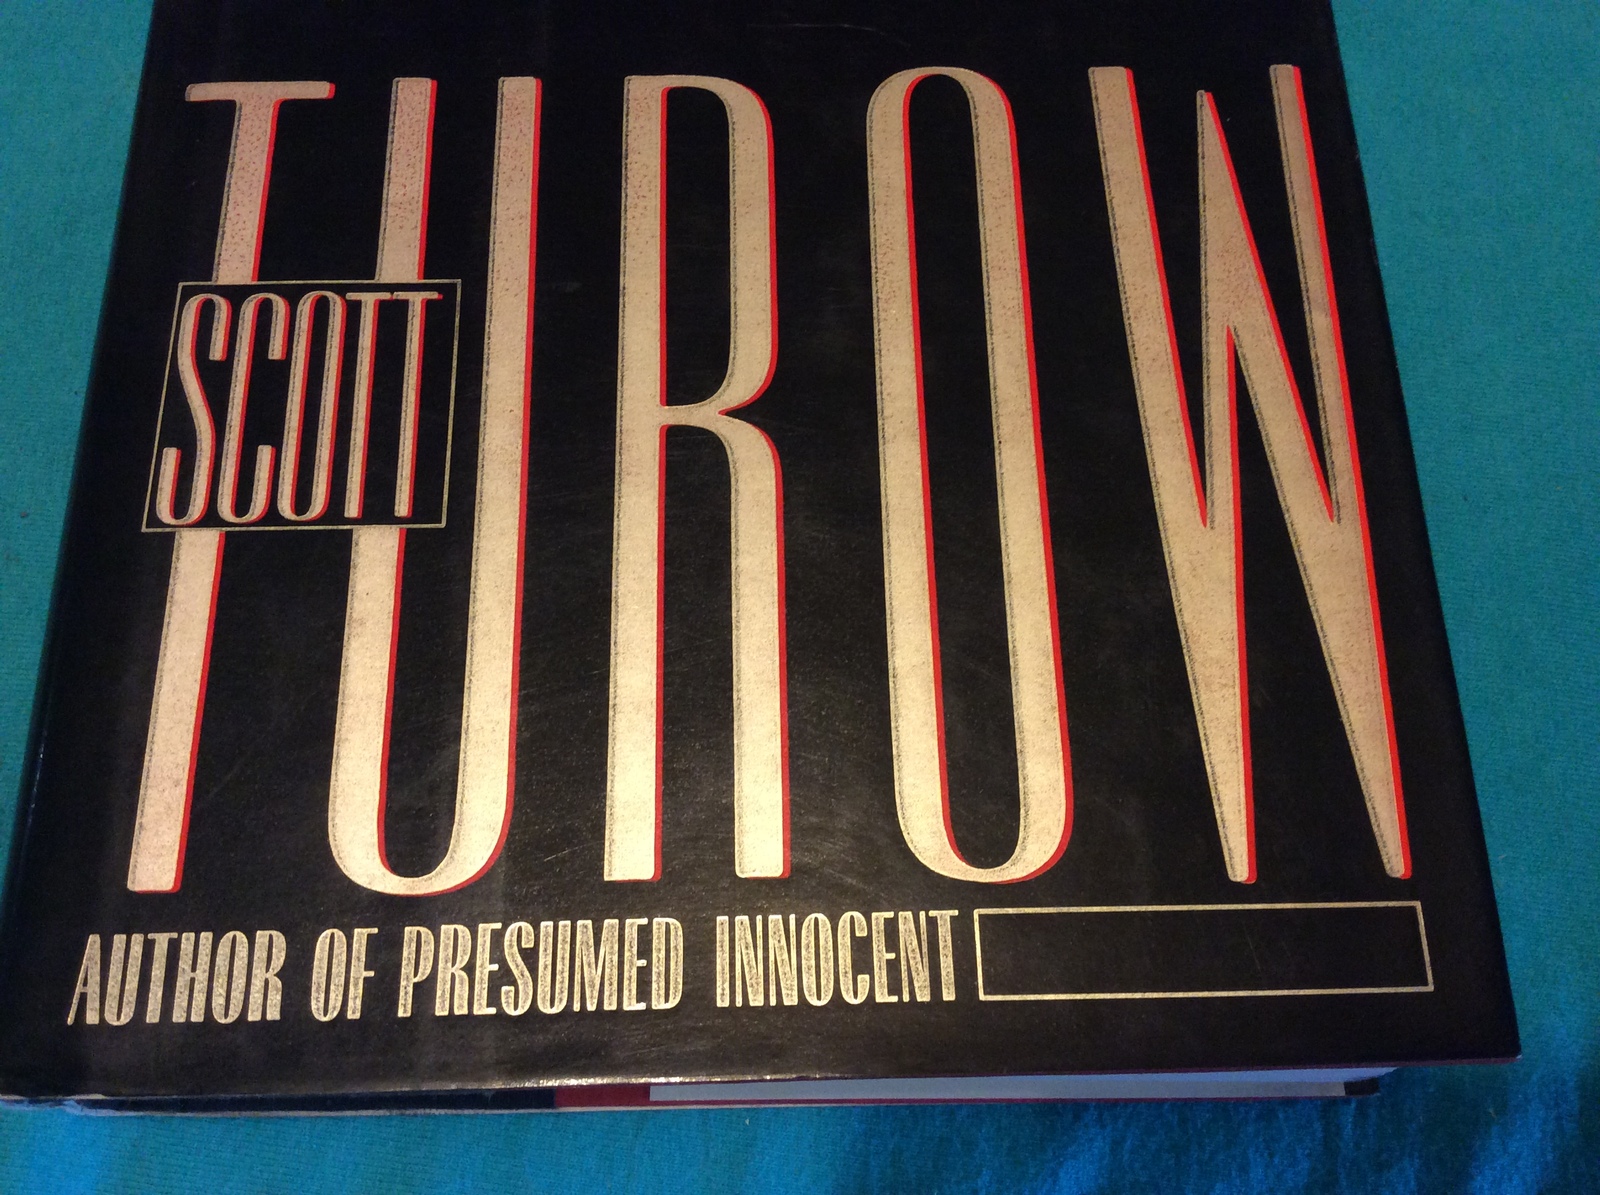 TUROW
SCOTT
AUTHOR OF PRESUMED INNOCENT